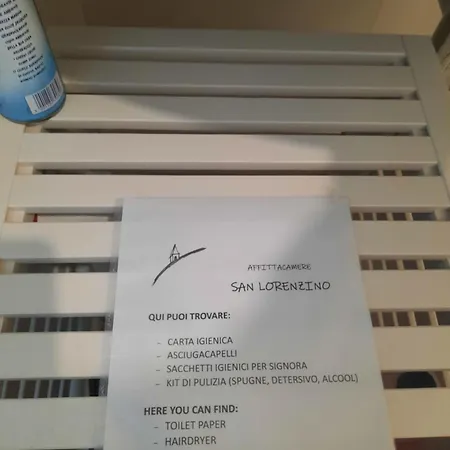 AFFITTACAMERE
SAN LORENZINO
QUI PUOI TROVARE:
- CARTA IGIENICA
- ASCIUGACAPELLI
- SACCHETTI IGIENICI PER SIGNORA
- KIT DI PULIZIA (SPUGNE, DETERSIVO, ALCOOL)
HERE YOU CAN FIND:
- TOILET PAPER
- HAIRDRYER